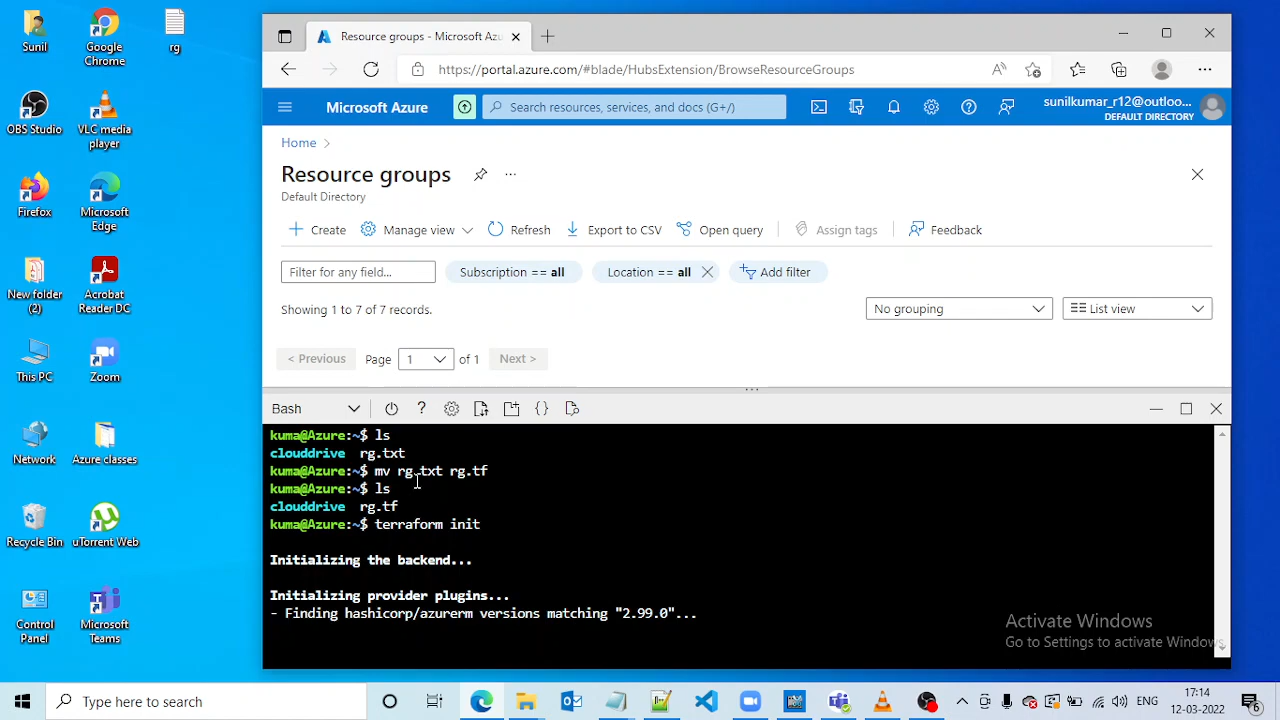 Sunil
Google
Chrome
rg
OBS Studio
VLC media
player
Firefox
Microsoft
Edge
New folder
(2)
Acrobat
Reader DC
This PC
Zoom
Network
Azure classes
Recycle Bin
uTorrent Web
Control
Panel
Microsoft
Teams
Resource groups - Microsoft Azu
https://portal.azure.com/#blade/HubsExtension/BrowseResourceGroups
Microsoft Azure
Search resources, services, and docs (G+/)
sunilkumar_r12@outloo...
DEFAULT DIRECTORY
Home >
Resource groups
Default Directory
Create
Manage view
Refresh
Export to CSV
Open query
Assign tags
Feedback
Filter for any field...
Subscription == all
Location == all
Add filter
Showing 1 to 7 of 7 records.
No grouping
List view
< Previous
Page
1
of 1
Next >
Bash
kuma@Azure:~$ ls
clouddrive rg.txt
kuma@Azure:~$ mv rg.txt rg.tf
kuma@Azure:~$ ls
clouddrive rg.tf
kuma@Azure:~$ terraform init
Initializing the backend...
Initializing provider plugins...
- Finding hashicorp/azurerm versions matching "2.99.0"...
Activate Windows
Go to Settings to activate Windows.
Type here to search
ENG
17:14
12-03-2022
6